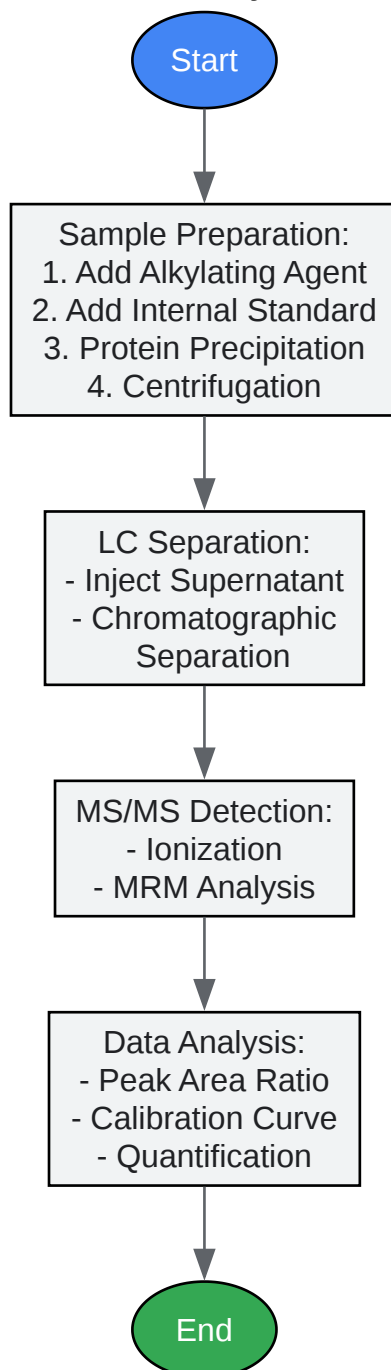 Start
Sample Preparation:
1. Add Alkylating Agent
2. Add Internal Standard
3. Protein Precipitation
4. Centrifugation
LC Separation:
- Inject Supernatant
- Chromatographic
Separation
MS/MS Detection:
- Ionization
- MRM Analysis
Data Analysis:
- Peak Area Ratio
- Calibration Curve
- Quantification
End